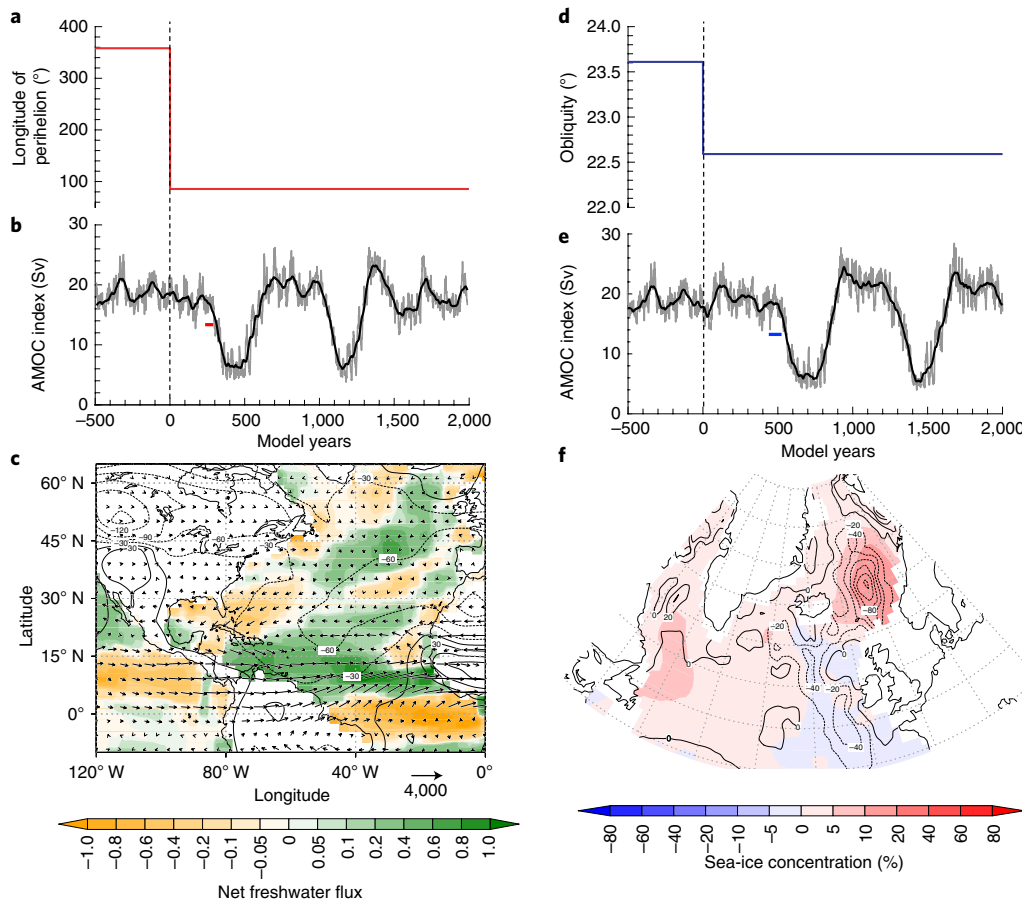 a
400
300
200
100
Longitude of
perihelion (°)
b
30
20
10
0
AMOC index (Sv)
−500 0 500 1,000 1,500 2,000
Model years
c
60° N
45° N
30° N
15° N
0°
Latitude
−30
−120
−90
−30
−60
−30
−60
−60
−30
30
120° W 80° W 40° W 0°
Longitude
4,000
−1.0 −0.8 −0.6 −0.4 −0.2 −0.1 −0.05 0 0.05 0.1 0.2 0.4 0.6 0.8 1.0
Net freshwater flux
d
24.0
23.5
23.0
22.5
22.0
Obliquity (°)
e
30
20
10
0
AMOC index (Sv)
−500 0 500 1,000 1,500 2,000
Model years
f
−20
−40
−80
0
0
20
−20
0
0
−40
−20
0
−40
0
0
−80 −60 −40 −20 −10 −5 0 5 10 20 40 60 80
Sea-ice concentration (%)